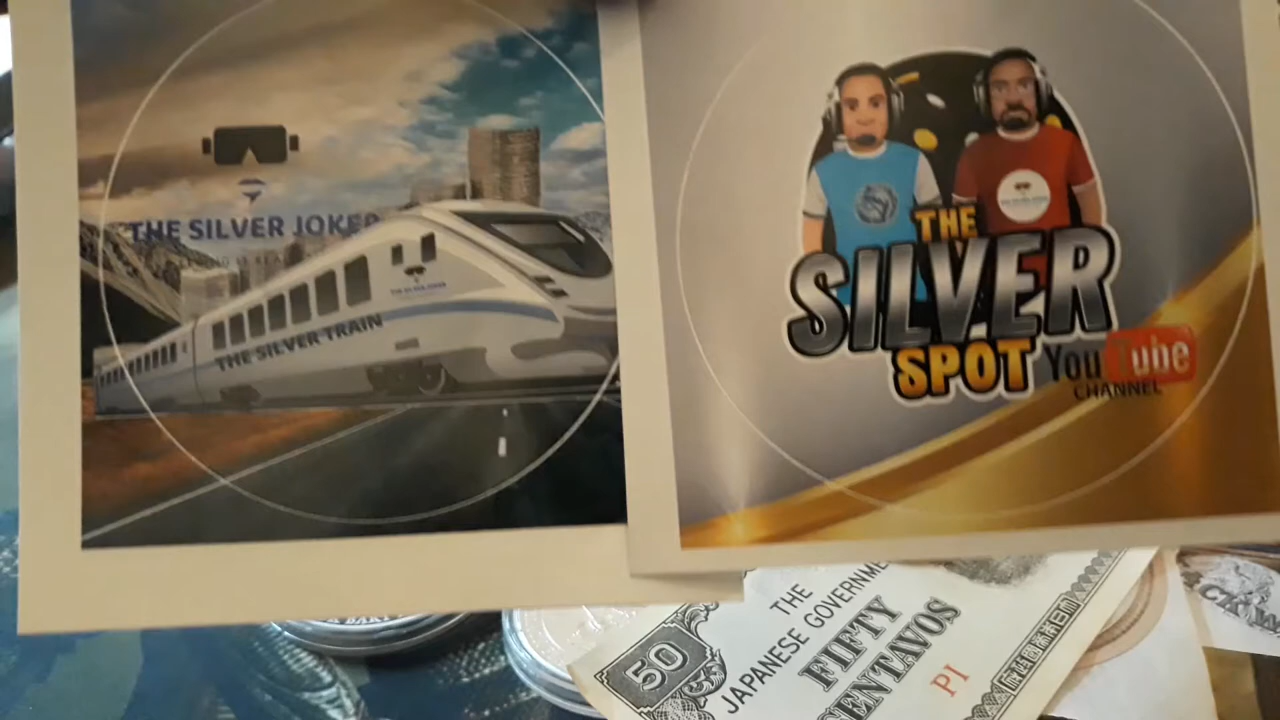 THE SILVER JOKER
THE SILVER TRAIN
THE
SILVER
SPOT YouTube
CHANNEL
THE
JAPANESE GOVERNME
FIFTY
CENTAVOS
50
PI